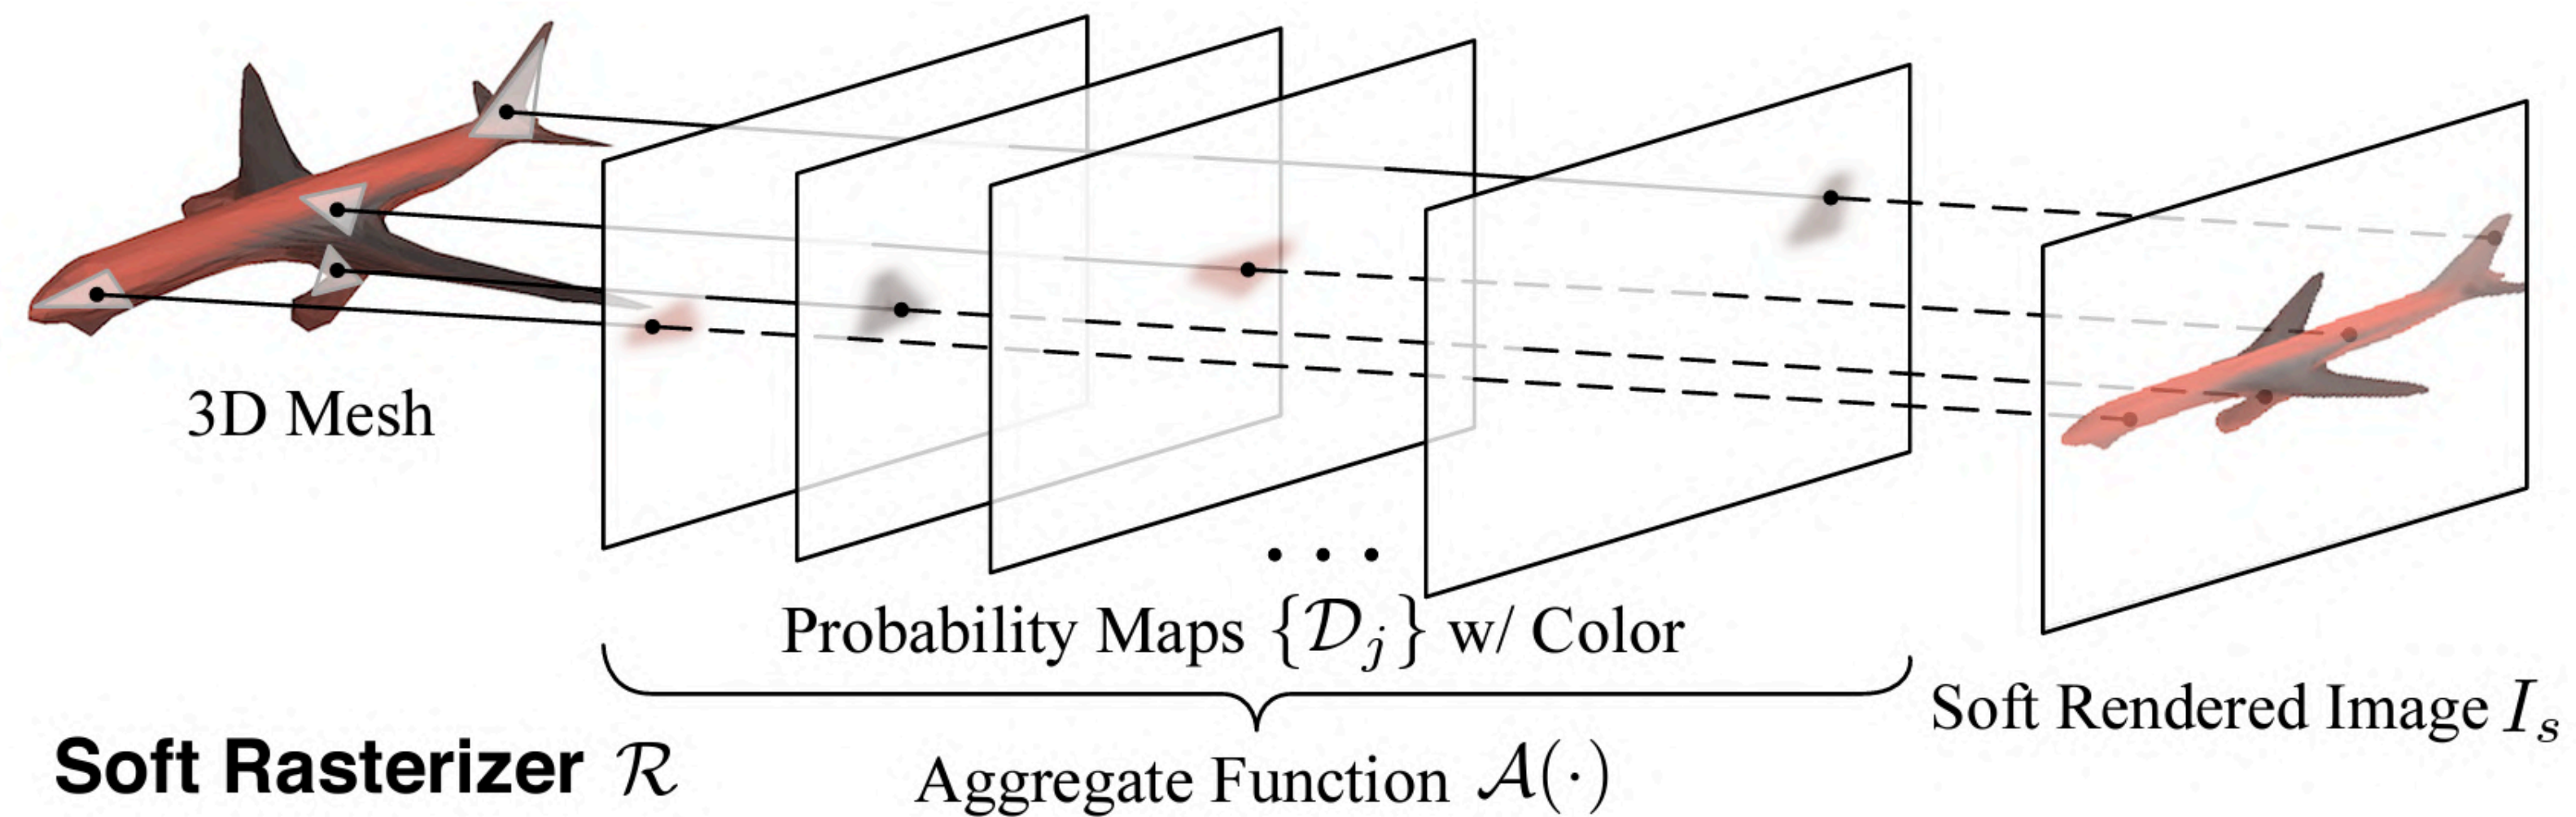 3D Mesh
• • •
Probability Maps {𝒟ⱼ} w/ Color
Soft Rendered Image Iₛ
Soft Rasterizer ℛ
Aggregate Function 𝒜(·)